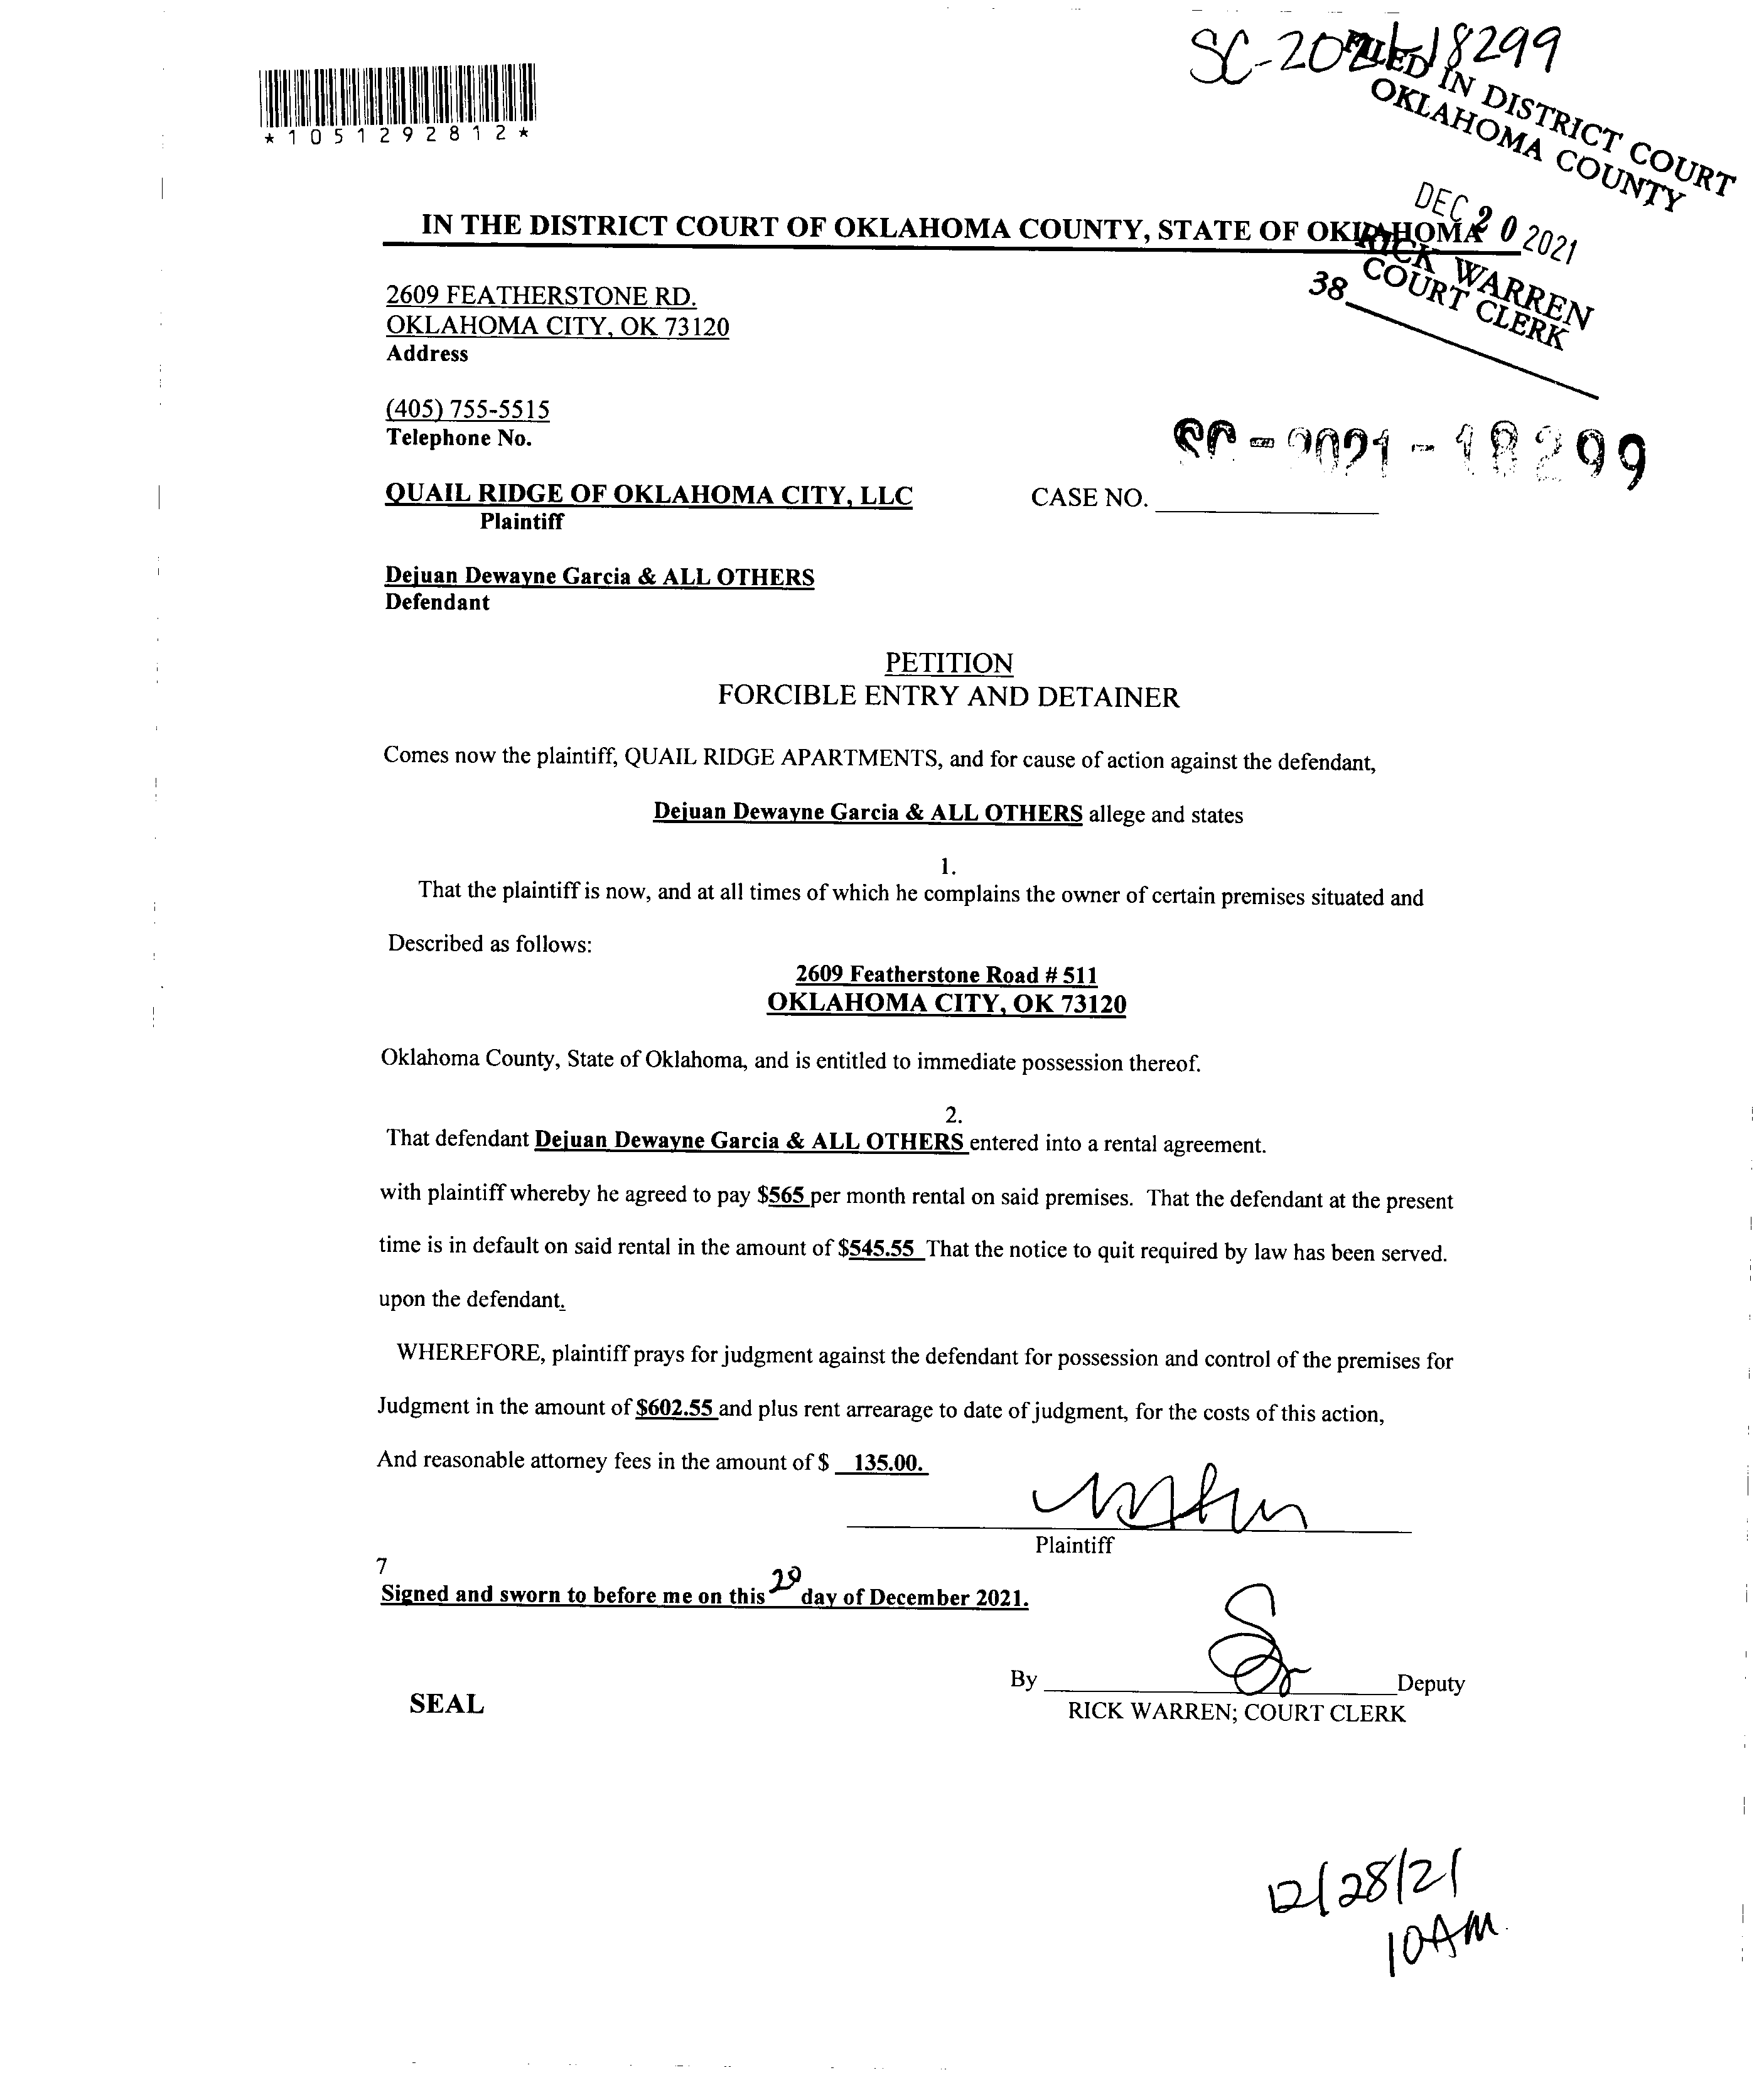 SC-2021-18299
*1051292812*
FILED IN DISTRICT COURT
OKLAHOMA COUNTY
DEC 20 2021
RICK WARREN
COURT CLERK
38
IN THE DISTRICT COURT OF OKLAHOMA COUNTY, STATE OF OKLAHOMA
2609 FEATHERSTONE RD.
OKLAHOMA CITY, OK 73120
Address
(405) 755-5515
Telephone No.
SC-2021-18299
QUAIL RIDGE OF OKLAHOMA CITY, LLC
CASE NO.
Plaintiff
Dejuan Dewayne Garcia & ALL OTHERS
Defendant
PETITION
FORCIBLE ENTRY AND DETAINER
Comes now the plaintiff, QUAIL RIDGE APARTMENTS, and for cause of action against the defendant,
Dejuan Dewayne Garcia & ALL OTHERS allege and states
1.
That the plaintiff is now, and at all times of which he complains the owner of certain premises situated and
Described as follows:
2609 Featherstone Road # 511
OKLAHOMA CITY, OK 73120
Oklahoma County, State of Oklahoma, and is entitled to immediate possession thereof.
2.
That defendant Dejuan Dewayne Garcia & ALL OTHERS entered into a rental agreement.
with plaintiff whereby he agreed to pay $565 per month rental on said premises. That the defendant at the present
time is in default on said rental in the amount of $545.55 That the notice to quit required by law has been served.
upon the defendant.
WHEREFORE, plaintiff prays for judgment against the defendant for possession and control of the premises for
Judgment in the amount of $602.55 and plus rent arrearage to date of judgment, for the costs of this action,
And reasonable attorney fees in the amount of $ 135.00.
Plaintiff
7
Signed and sworn to before me on this 20 day of December 2021.
By Deputy
SEAL
RICK WARREN; COURT CLERK
12/28/21
10AM